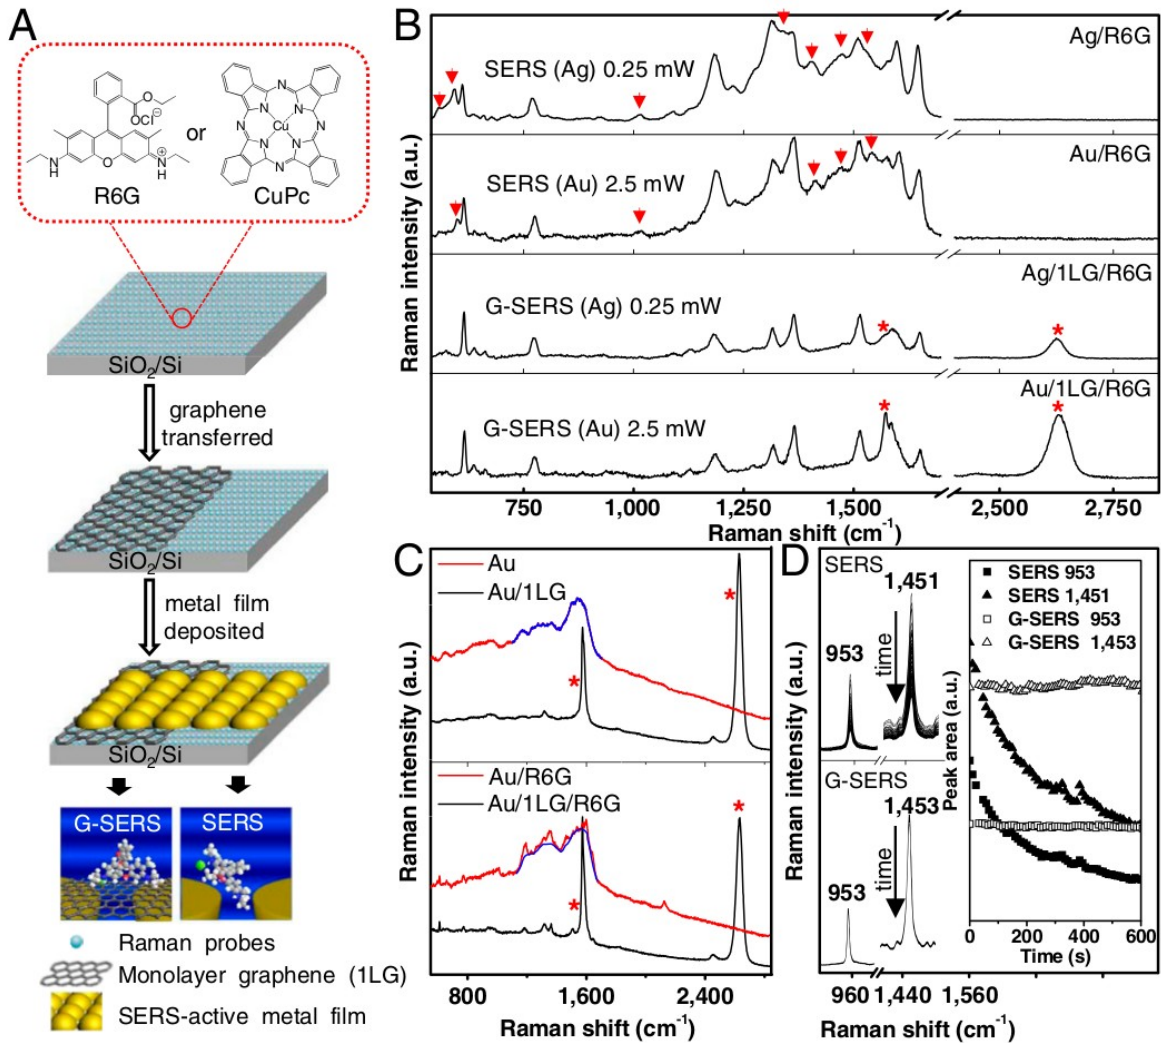 A
O
O
OCl⁻
O
N
H
N
H
+
R6G
or
N
N
N
N
N
N
N
N
Cu
CuPc
SiO2/Si
graphene
transferred
SiO2/Si
metal film
deposited
SiO2/Si
G-SERS
SERS
Raman probes
Monolayer graphene (1LG)
SERS-active metal film
B
Raman intensity (a.u.)
SERS (Ag) 0.25 mW
Ag/R6G
SERS (Au) 2.5 mW
Au/R6G
G-SERS (Ag) 0.25 mW
Ag/1LG/R6G
*
*
G-SERS (Au) 2.5 mW
Au/1LG/R6G
*
*
750
1,000
1,250
1,500
2,500
2,750
Raman shift (cm⁻¹)
C
Raman intensity (a.u.)
Au
Au/1LG
*
*
Au/R6G
Au/1LG/R6G
*
*
800
1,600
2,400
Raman shift (cm⁻¹)
D
Raman intensity (a.u.)
SERS
1,451
953
time
G-SERS
1,453
953
time
960
1,440
1,560
Raman shift (cm⁻¹)
Peak area (a.u.)
SERS 953
SERS 1,451
G-SERS 953
G-SERS 1,453
0
200
400
600
Time (s)